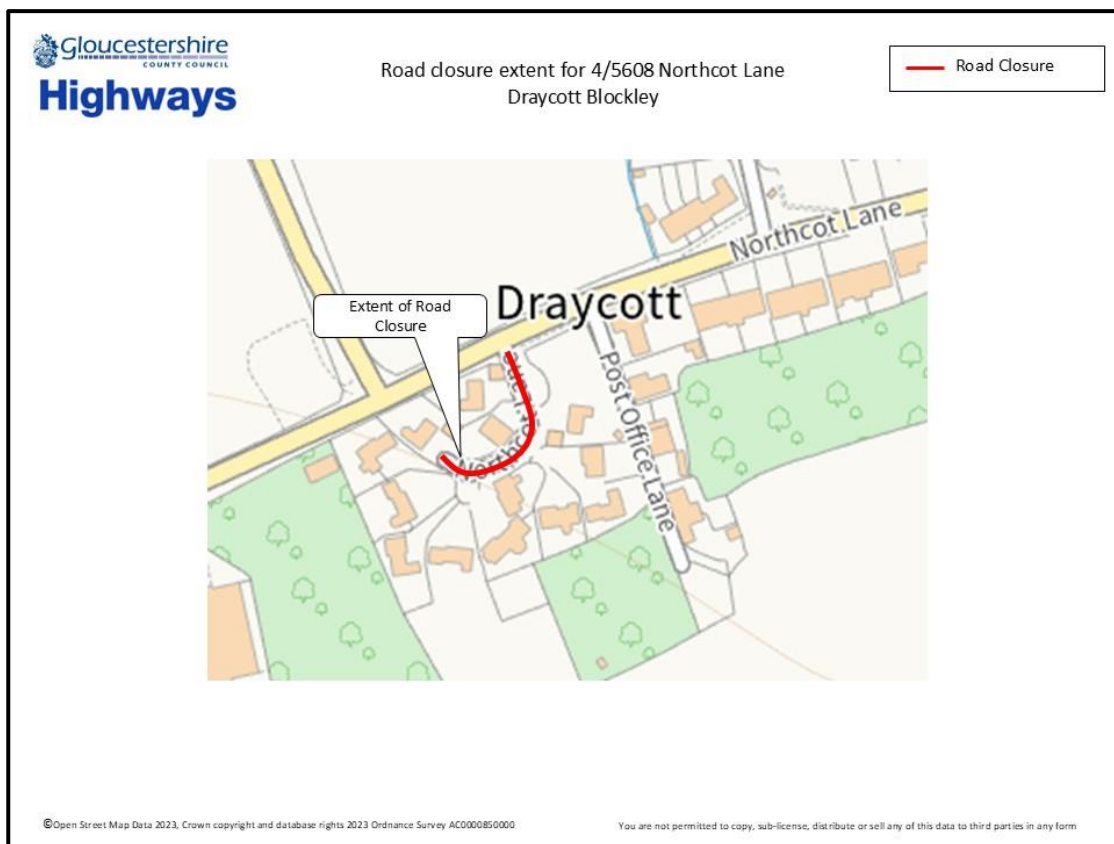 Gloucestershire
COUNTY COUNCIL
Highways
Road closure extent for 4/5608 Northcot Lane
Draycott Blockley
Road Closure
Northcot Lane
Draycott
Extent of Road
Closure
Post Office Lane
©Open Street Map Data 2023, Crown copyright and database rights 2023 Ordnance Survey AC0000850000
You are not permitted to copy, sub-license, distribute or sell any of this data to third parties in any form